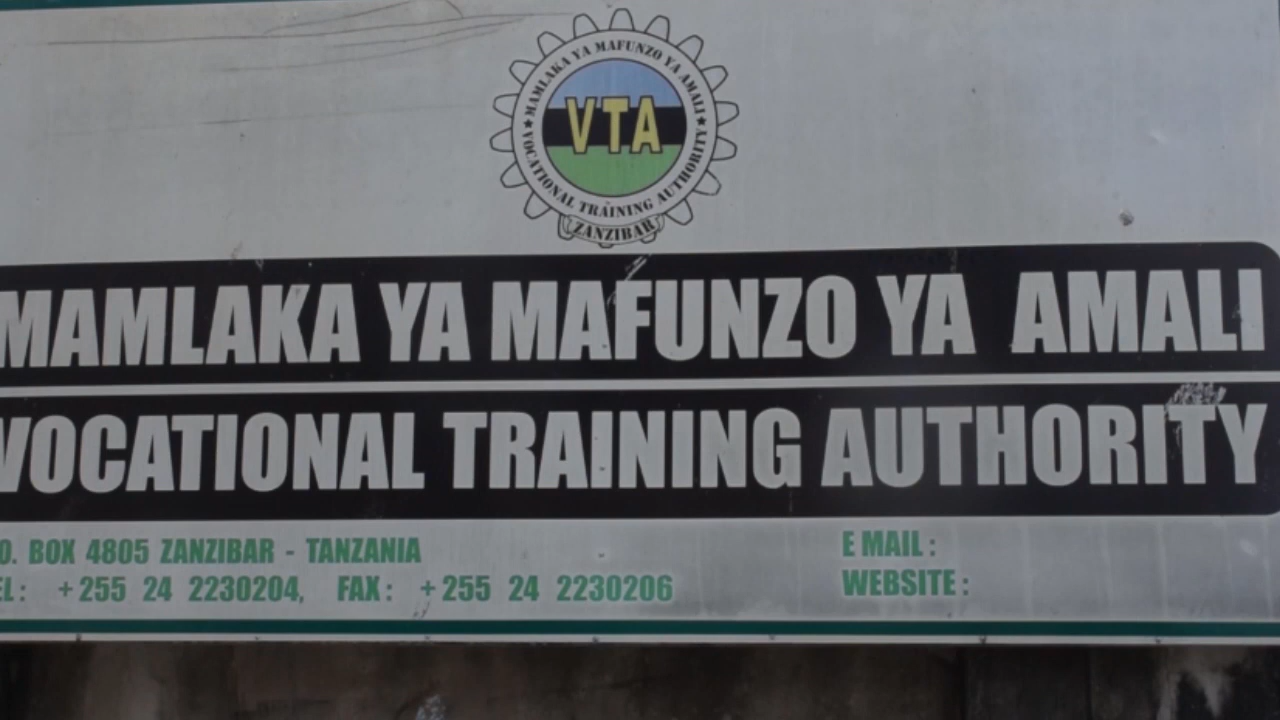 MAMLAKA YA MAFUNZO YA AMALI
VTA
VOCATIONAL TRAINING AUTHORITY
ZANZIBAR
MAMLAKA YA MAFUNZO YA AMALI
VOCATIONAL TRAINING AUTHORITY
O. BOX 4805 ZANZIBAR - TANZANIA
EL : +255 24 2230204, FAX : +255 24 2230206
E MAIL :
WEBSITE :